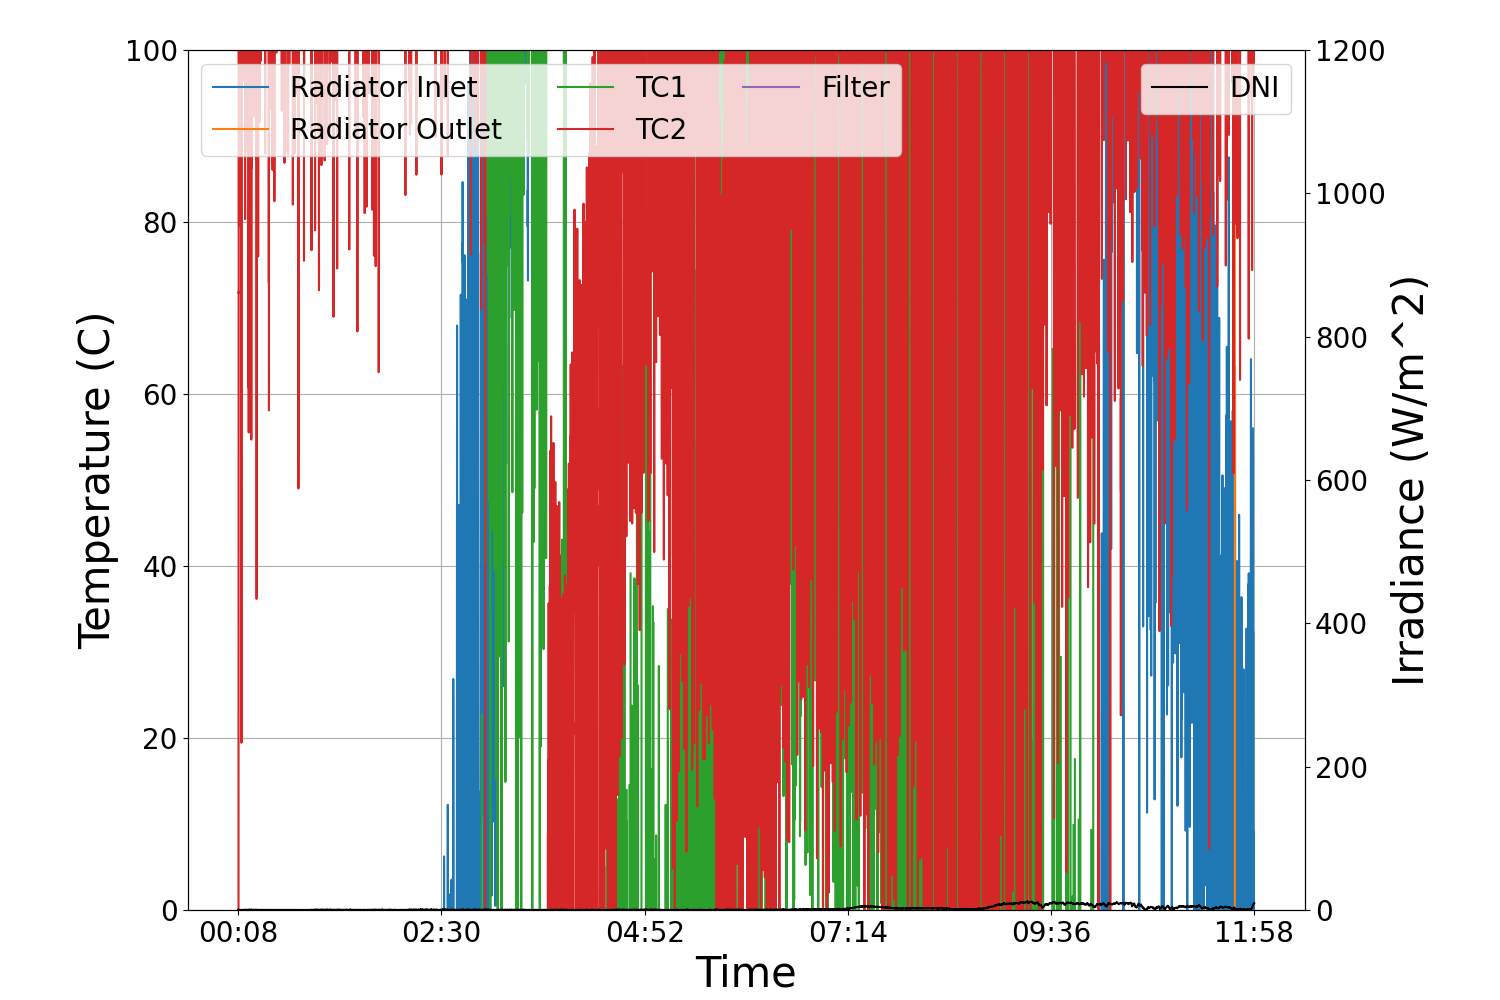 Radiator Inlet
Radiator Outlet
TC1
TC2
Filter
DNI
100
80
60
40
20
0
Temperature (C)
1200
1000
800
600
400
200
0
Irradiance (W/m^2)
00:08 02:30 04:52 07:14 09:36 11:58
Time